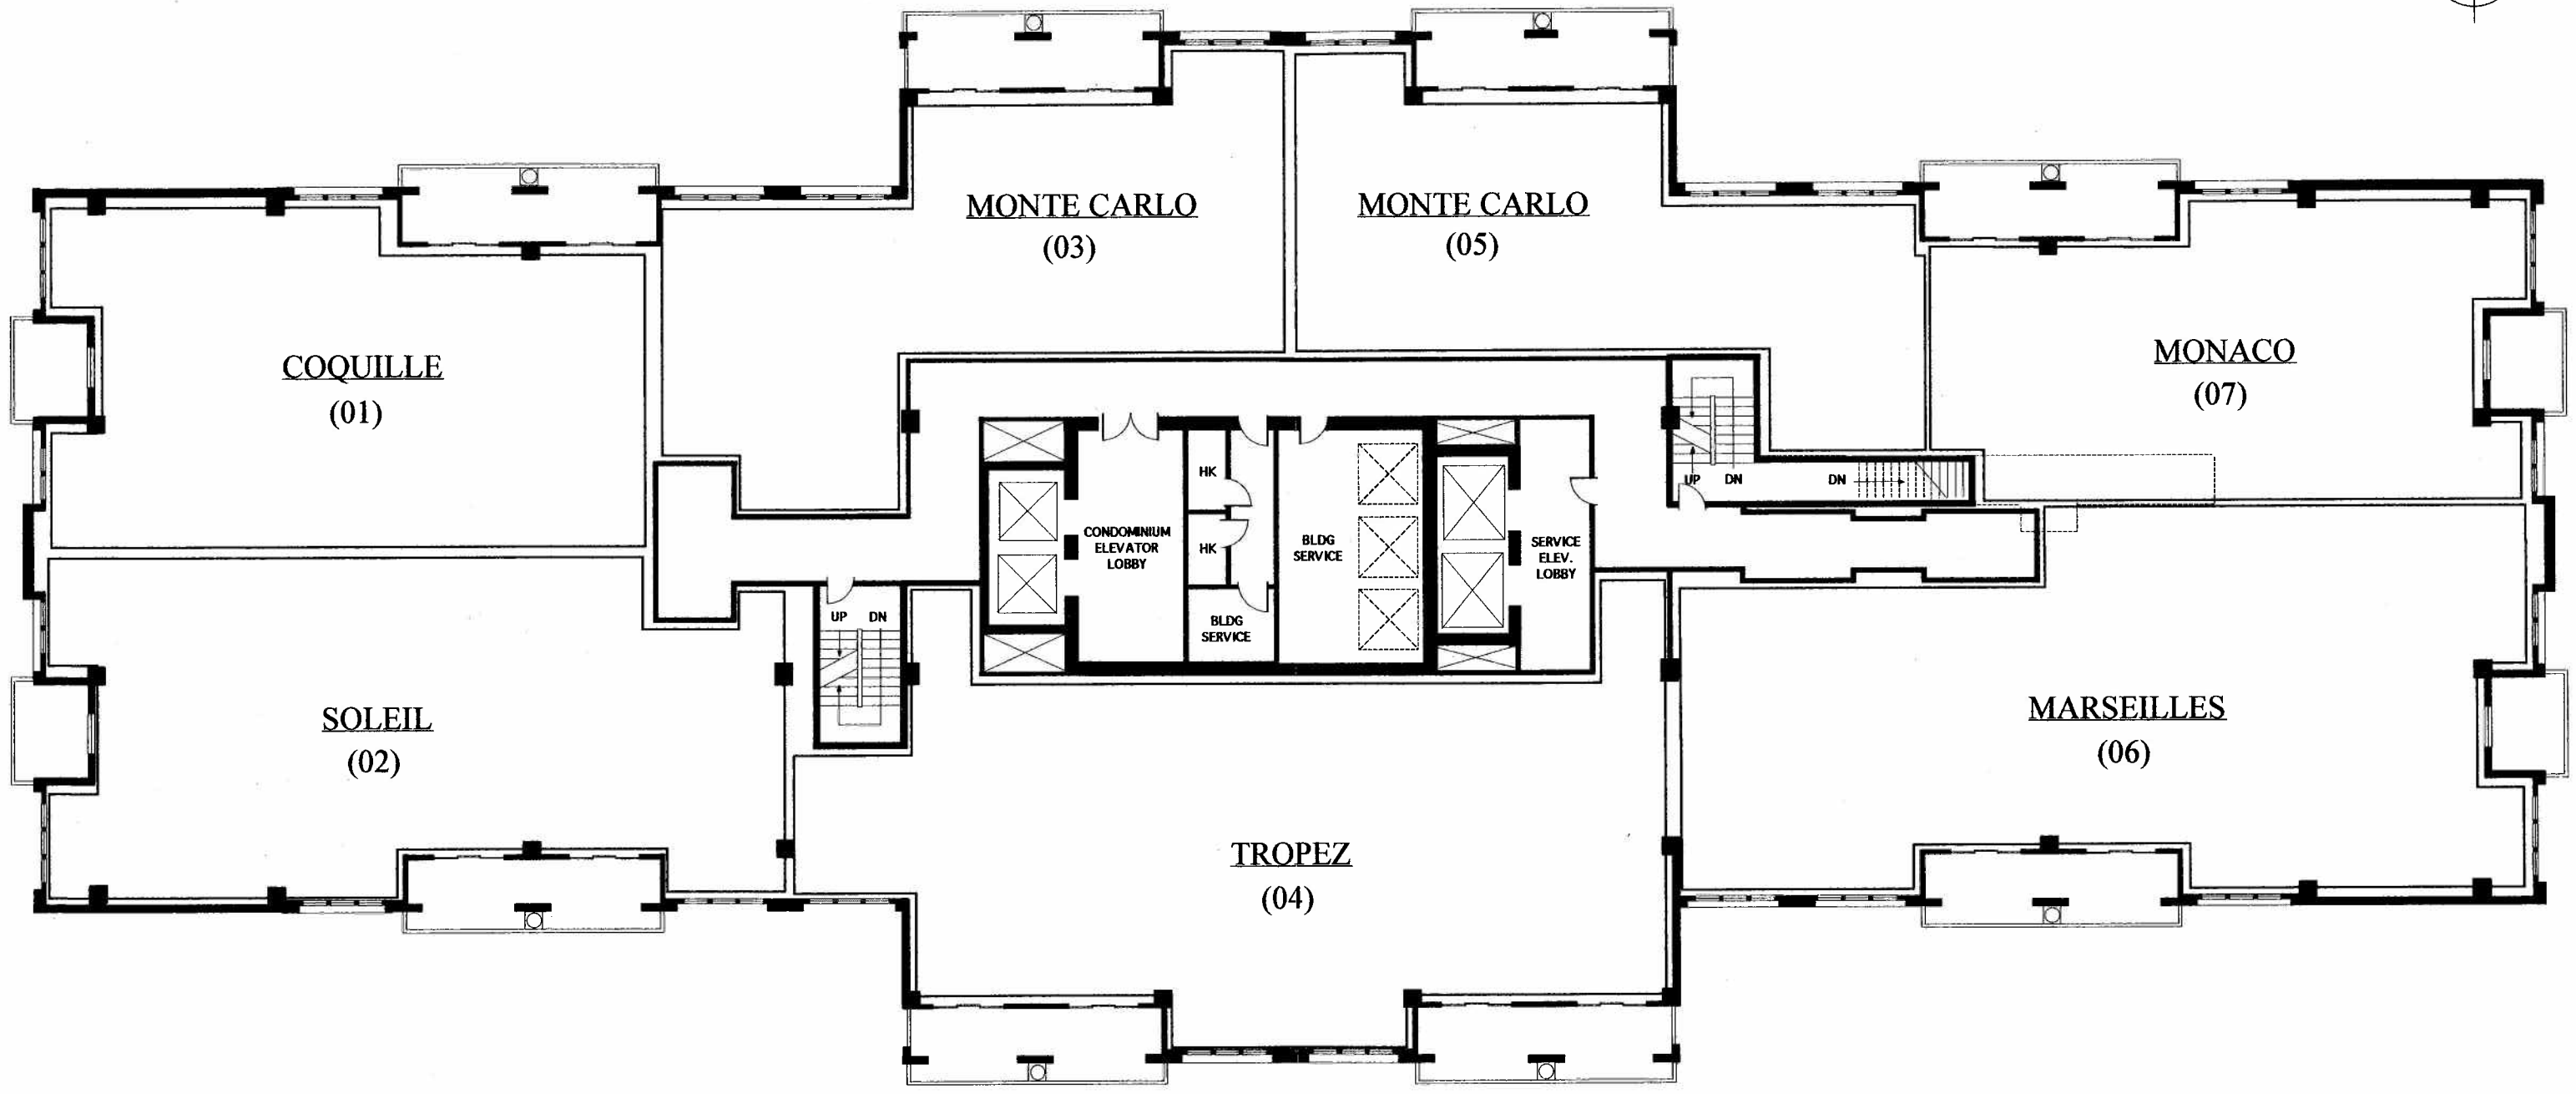 MONTE CARLO
(03)
MONTE CARLO
(05)
COQUILLE
(01)
MONACO
(07)
HK
HK
CONDOMINIUM
ELEVATOR
LOBBY
BLDG
SERVICE
BLDG
SERVICE
SERVICE
ELEV.
LOBBY
UP DN
DN
UP DN
SOLEIL
(02)
TROPEZ
(04)
MARSEILLES
(06)